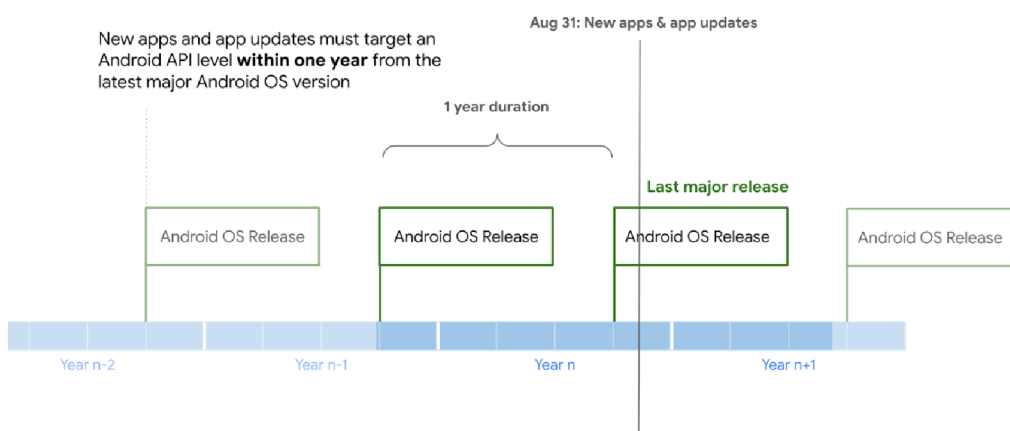 Aug 31: New apps & app updates
New apps and app updates must target an
Android API level within one year from the
latest major Android OS version
1 year duration
Last major release
Android OS Release
Android OS Release
Android OS Release
Android OS Release
Year n-2
Year n-1
Year n
Year n+1